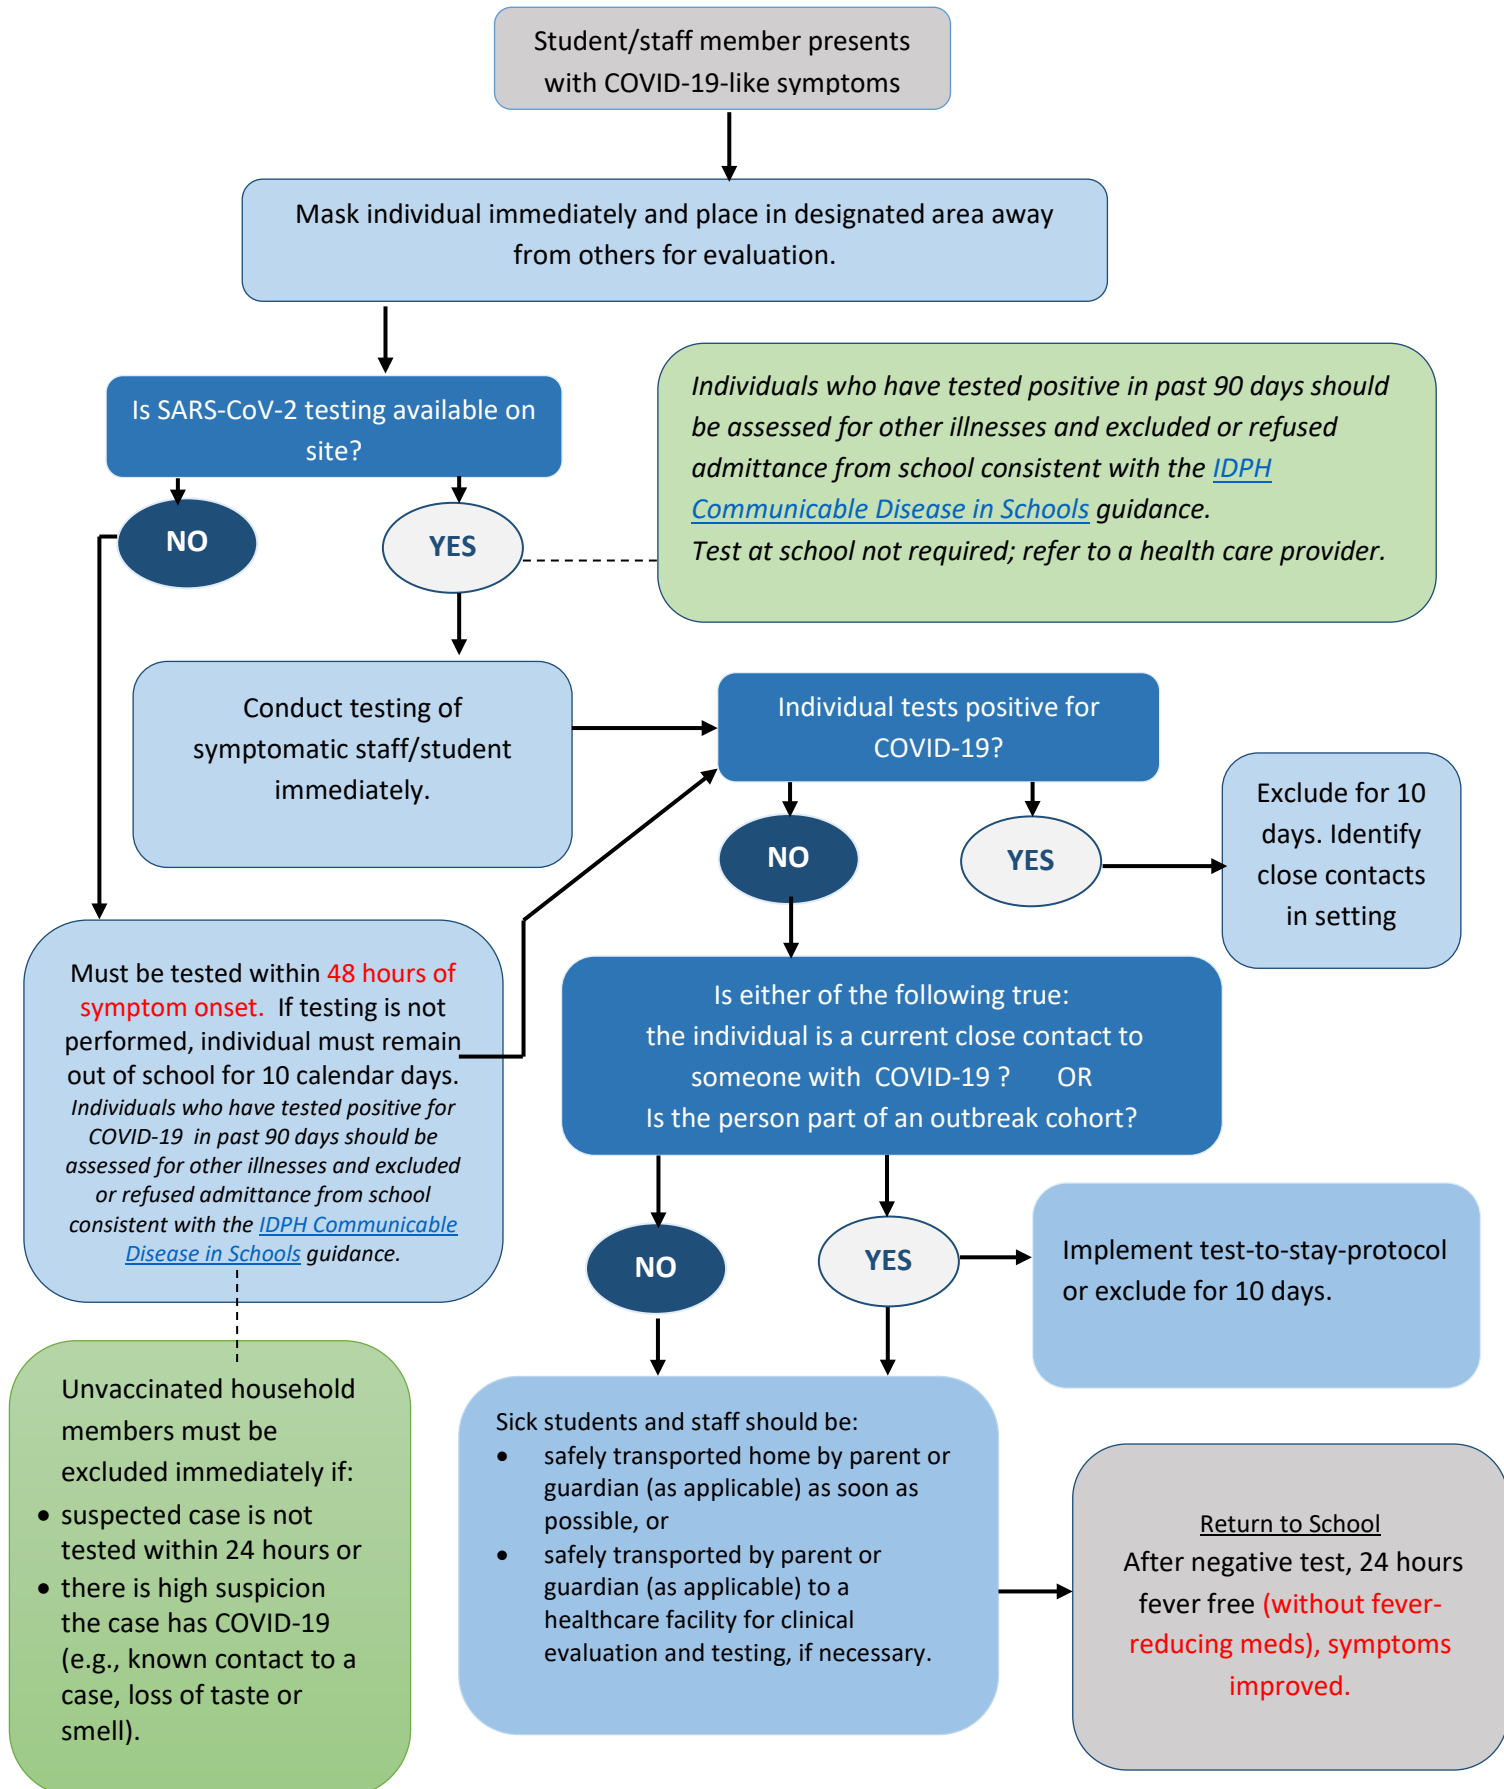 Student/staff member presents
with COVID-19-like symptoms
Mask individual immediately and place in designated area away
from others for evaluation.
Is SARS-CoV-2 testing available on
site?
Individuals who have tested positive in past 90 days should
be assessed for other illnesses and excluded or refused
admittance from school consistent with the IDPH
Communicable Disease in Schools guidance.
Test at school not required; refer to a health care provider.
NO
YES
Conduct testing of
symptomatic staff/student
immediately.
Individual tests positive for
COVID-19?
NO
YES
Exclude for 10
days. Identify
close contacts
in setting
Must be tested within 48 hours of
symptom onset. If testing is not
performed, individual must remain
out of school for 10 calendar days.
Individuals who have tested positive for
COVID-19 in past 90 days should be
assessed for other illnesses and excluded
or refused admittance from school
consistent with the IDPH Communicable
Disease in Schools guidance.
Is either of the following true:
the individual is a current close contact to
someone with COVID-19 ? OR
Is the person part of an outbreak cohort?
NO
YES
Implement test-to-stay-protocol
or exclude for 10 days.
Unvaccinated household
members must be
excluded immediately if:
• suspected case is not
tested within 24 hours or
• there is high suspicion
the case has COVID-19
(e.g., known contact to a
case, loss of taste or
smell).
Sick students and staff should be:
• safely transported home by parent or
guardian (as applicable) as soon as
possible, or
• safely transported by parent or
guardian (as applicable) to a
healthcare facility for clinical
evaluation and testing, if necessary.
Return to School
After negative test, 24 hours
fever free (without fever-
reducing meds), symptoms
improved.